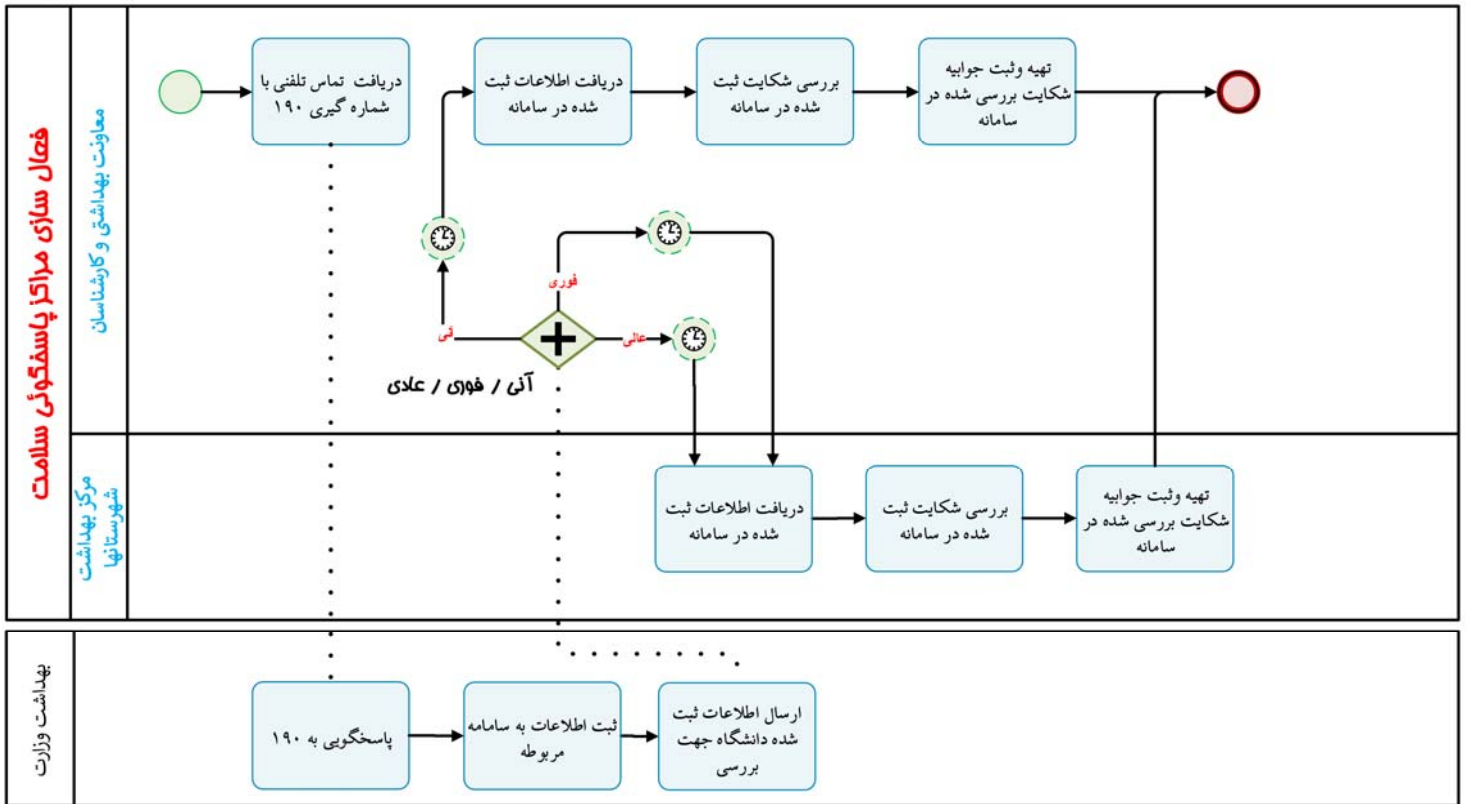 فعال سازی مراکز پاسخگوئی سلامت
معاونت بهداشتی و کارشناسان
دریافت تماس تلفنی با
شماره گیری ۱۹۰
دریافت اطلاعات ثبت
شده در سامانه
بررسی شکایت ثبت
شده در سامانه
تهیه وثبت جوابیه
شکایت بررسی شده در
سامانه
فوری
آنی
عالی
آنی / فوری / عادی
مرکز بهداشت
شهرستانها
دریافت اطلاعات ثبت
شده در سامانه
بررسی شکایت ثبت
شده در سامانه
تهیه وثبت جوابیه
شکایت بررسی شده در
سامانه
بهداشت وزارت
پاسخگویی به ۱۹۰
ثبت اطلاعات به سامامه
مربوطه
ارسال اطلاعات ثبت
شده دانشگاه جهت
بررسی